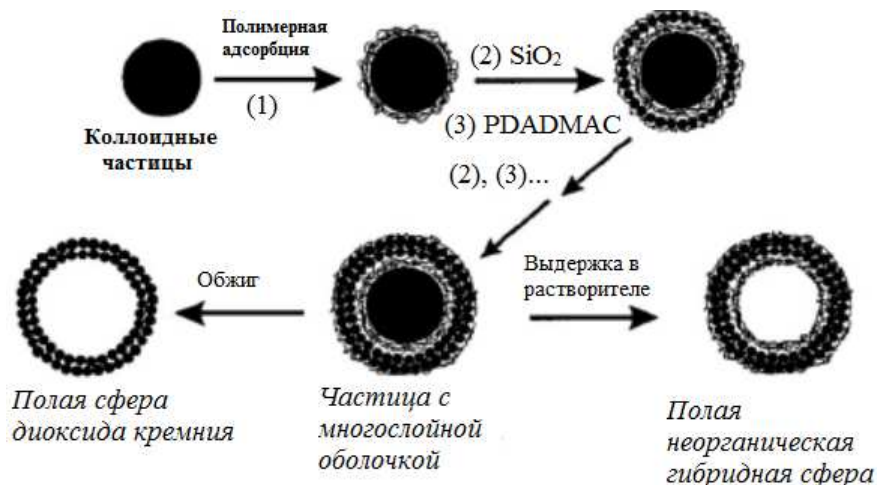 Полимерная
адсорбция
(1)
Коллоидные
частицы
(2) SiO₂
(3) PDADMAC
(2), (3)...
Обжиг
Выдержка в
растворителе
Полая сфера
диоксида кремния
Частица с
многослойной
оболочкой
Полая
неорганическая
гибридная сфера